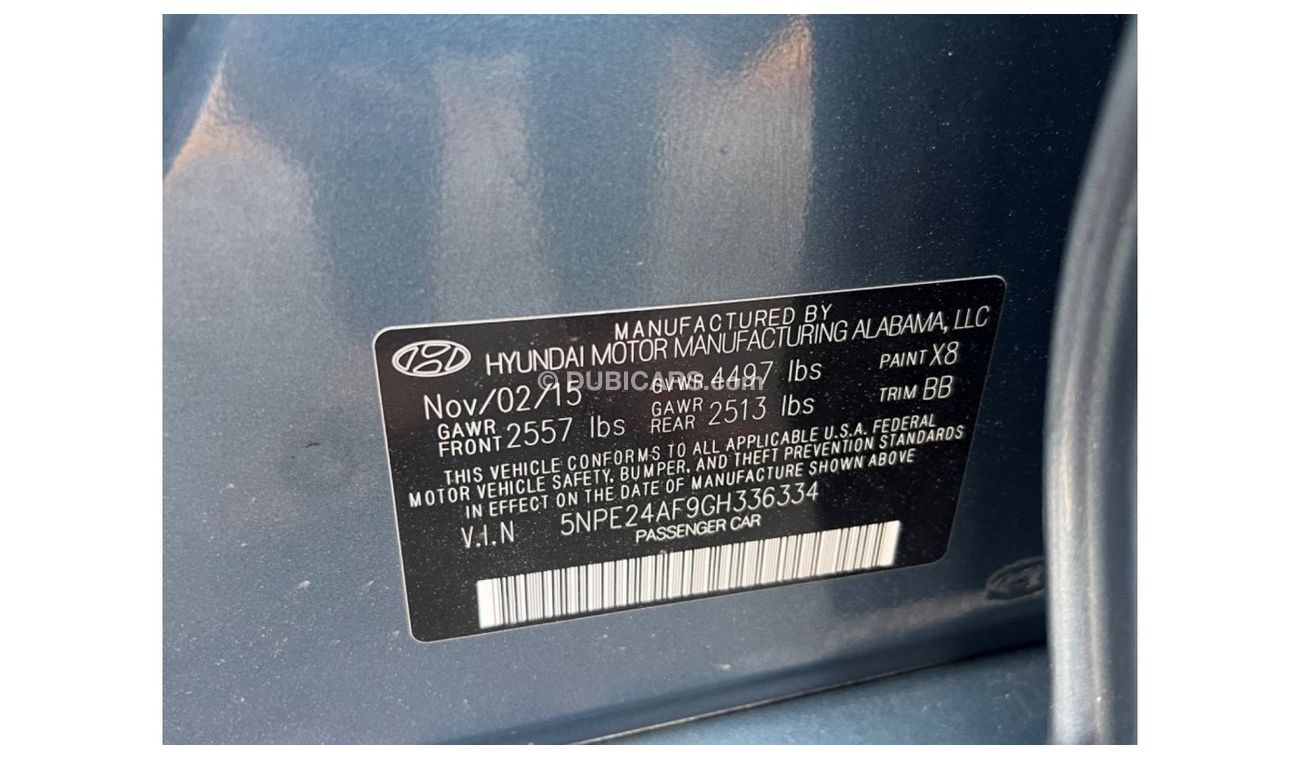 MANUFACTURED BY
HYUNDAI MOTOR MANUFACTURING ALABAMA, LLC
Nov/02/15 GVWR 4497 lbs PAINT X8
GAWR FRONT 2557 lbs GAWR REAR 2513 lbs TRIM BB
THIS VEHICLE CONFORMS TO ALL APPLICABLE U.S.A. FEDERAL
MOTOR VEHICLE SAFETY, BUMPER, AND THEFT PREVENTION STANDARDS
IN EFFECT ON THE DATE OF MANUFACTURE SHOWN ABOVE
V.I.N 5NPE24AF9GH336334
PASSENGER CAR
© DUBICARS.com